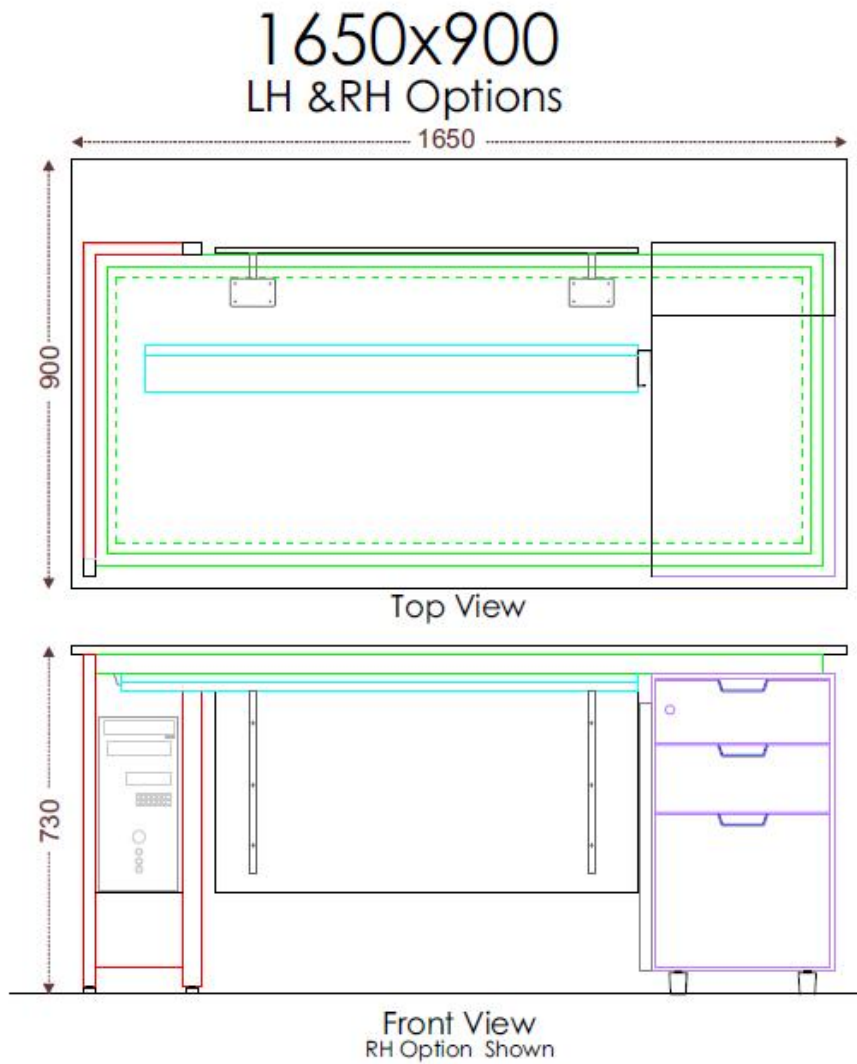 1650x900
LH &RH Options
1650
900
Top View
730
Front View
RH Option Shown